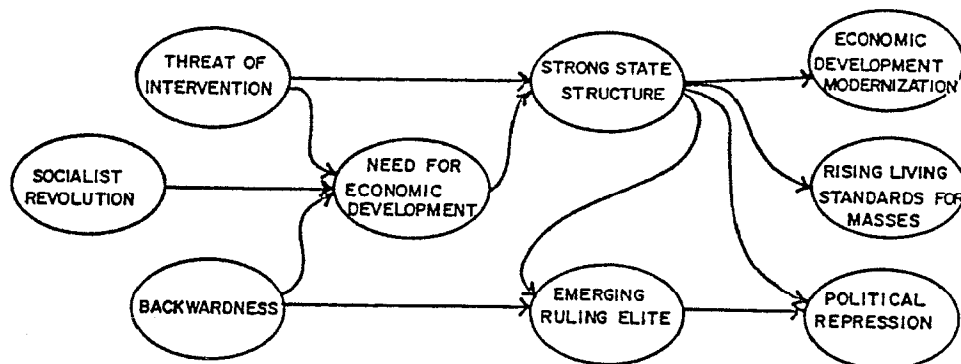 THREAT OF
INTERVENTION
STRONG STATE
STRUCTURE
ECONOMIC
DEVELOPMENT
MODERNIZATION
SOCIALIST
REVOLUTION
NEED FOR
ECONOMIC
DEVELOPMENT
RISING LIVING
STANDARDS FOR
MASSES
BACKWARDNESS
EMERGING
RULING ELITE
POLITICAL
REPRESSION